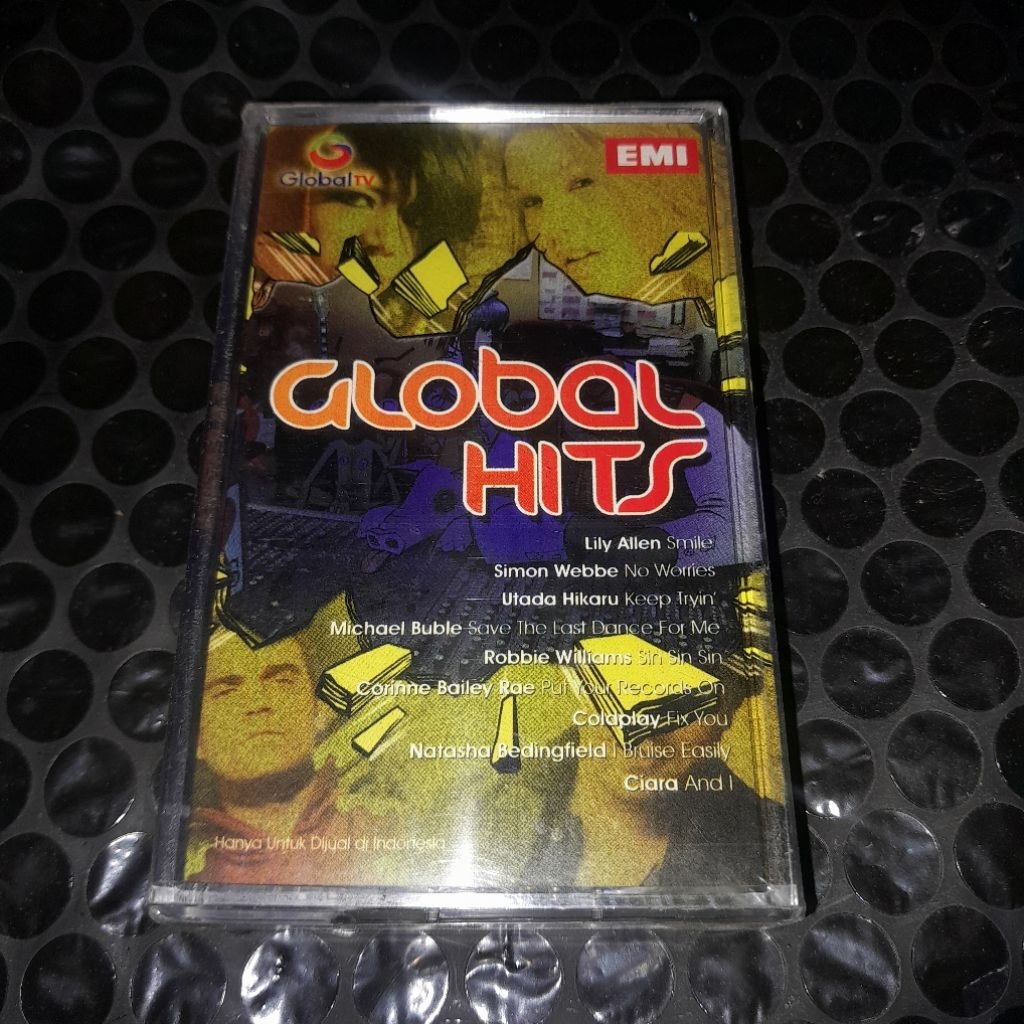 GlobalTV
EMI
GLObaL
HITS
Lily Allen Smile
Simon Webbe No Worries
Utada Hikaru Keep Tryin'
Michael Buble Save The Last Dance For Me
Robbie Williams Sin Sin Sin
Corinne Bailey Rae Put Your Records On
Coldplay Fix You
Natasha Bedingfield I Bruise Easily
Ciara And I
Hanya Untuk Dijual di Indonesia